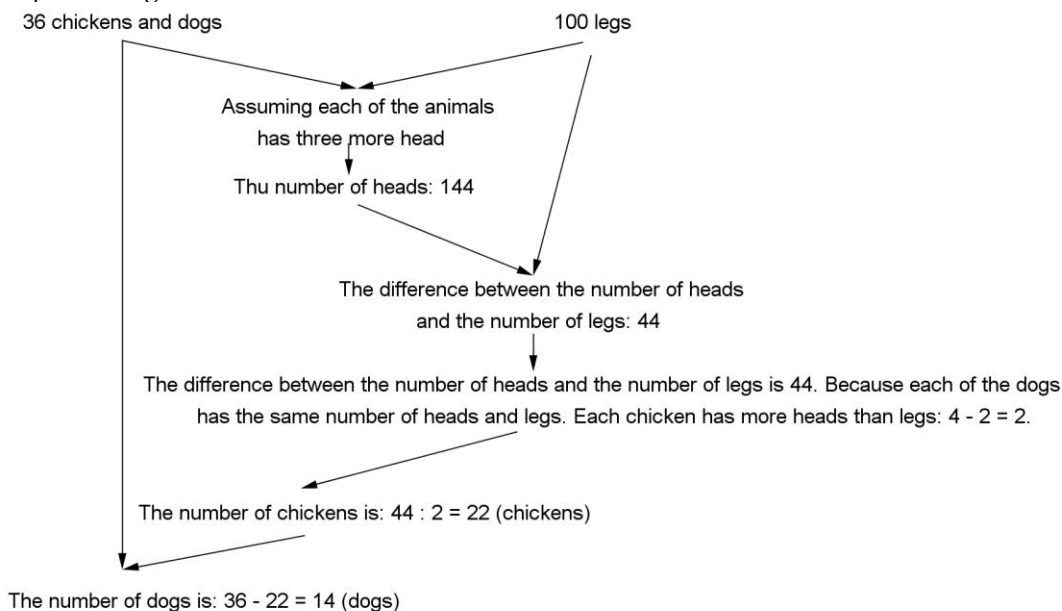 36 chickens and dogs
100 legs
Assuming each of the animals
has three more head
Thu number of heads: 144
The difference between the number of heads
and the number of legs: 44
The difference between the number of heads and the number of legs is 44. Because each of the dogs
has the same number of heads and legs. Each chicken has more heads than legs: 4 - 2 = 2.
The number of chickens is: 44 : 2 = 22 (chickens)
The number of dogs is: 36 - 22 = 14 (dogs)